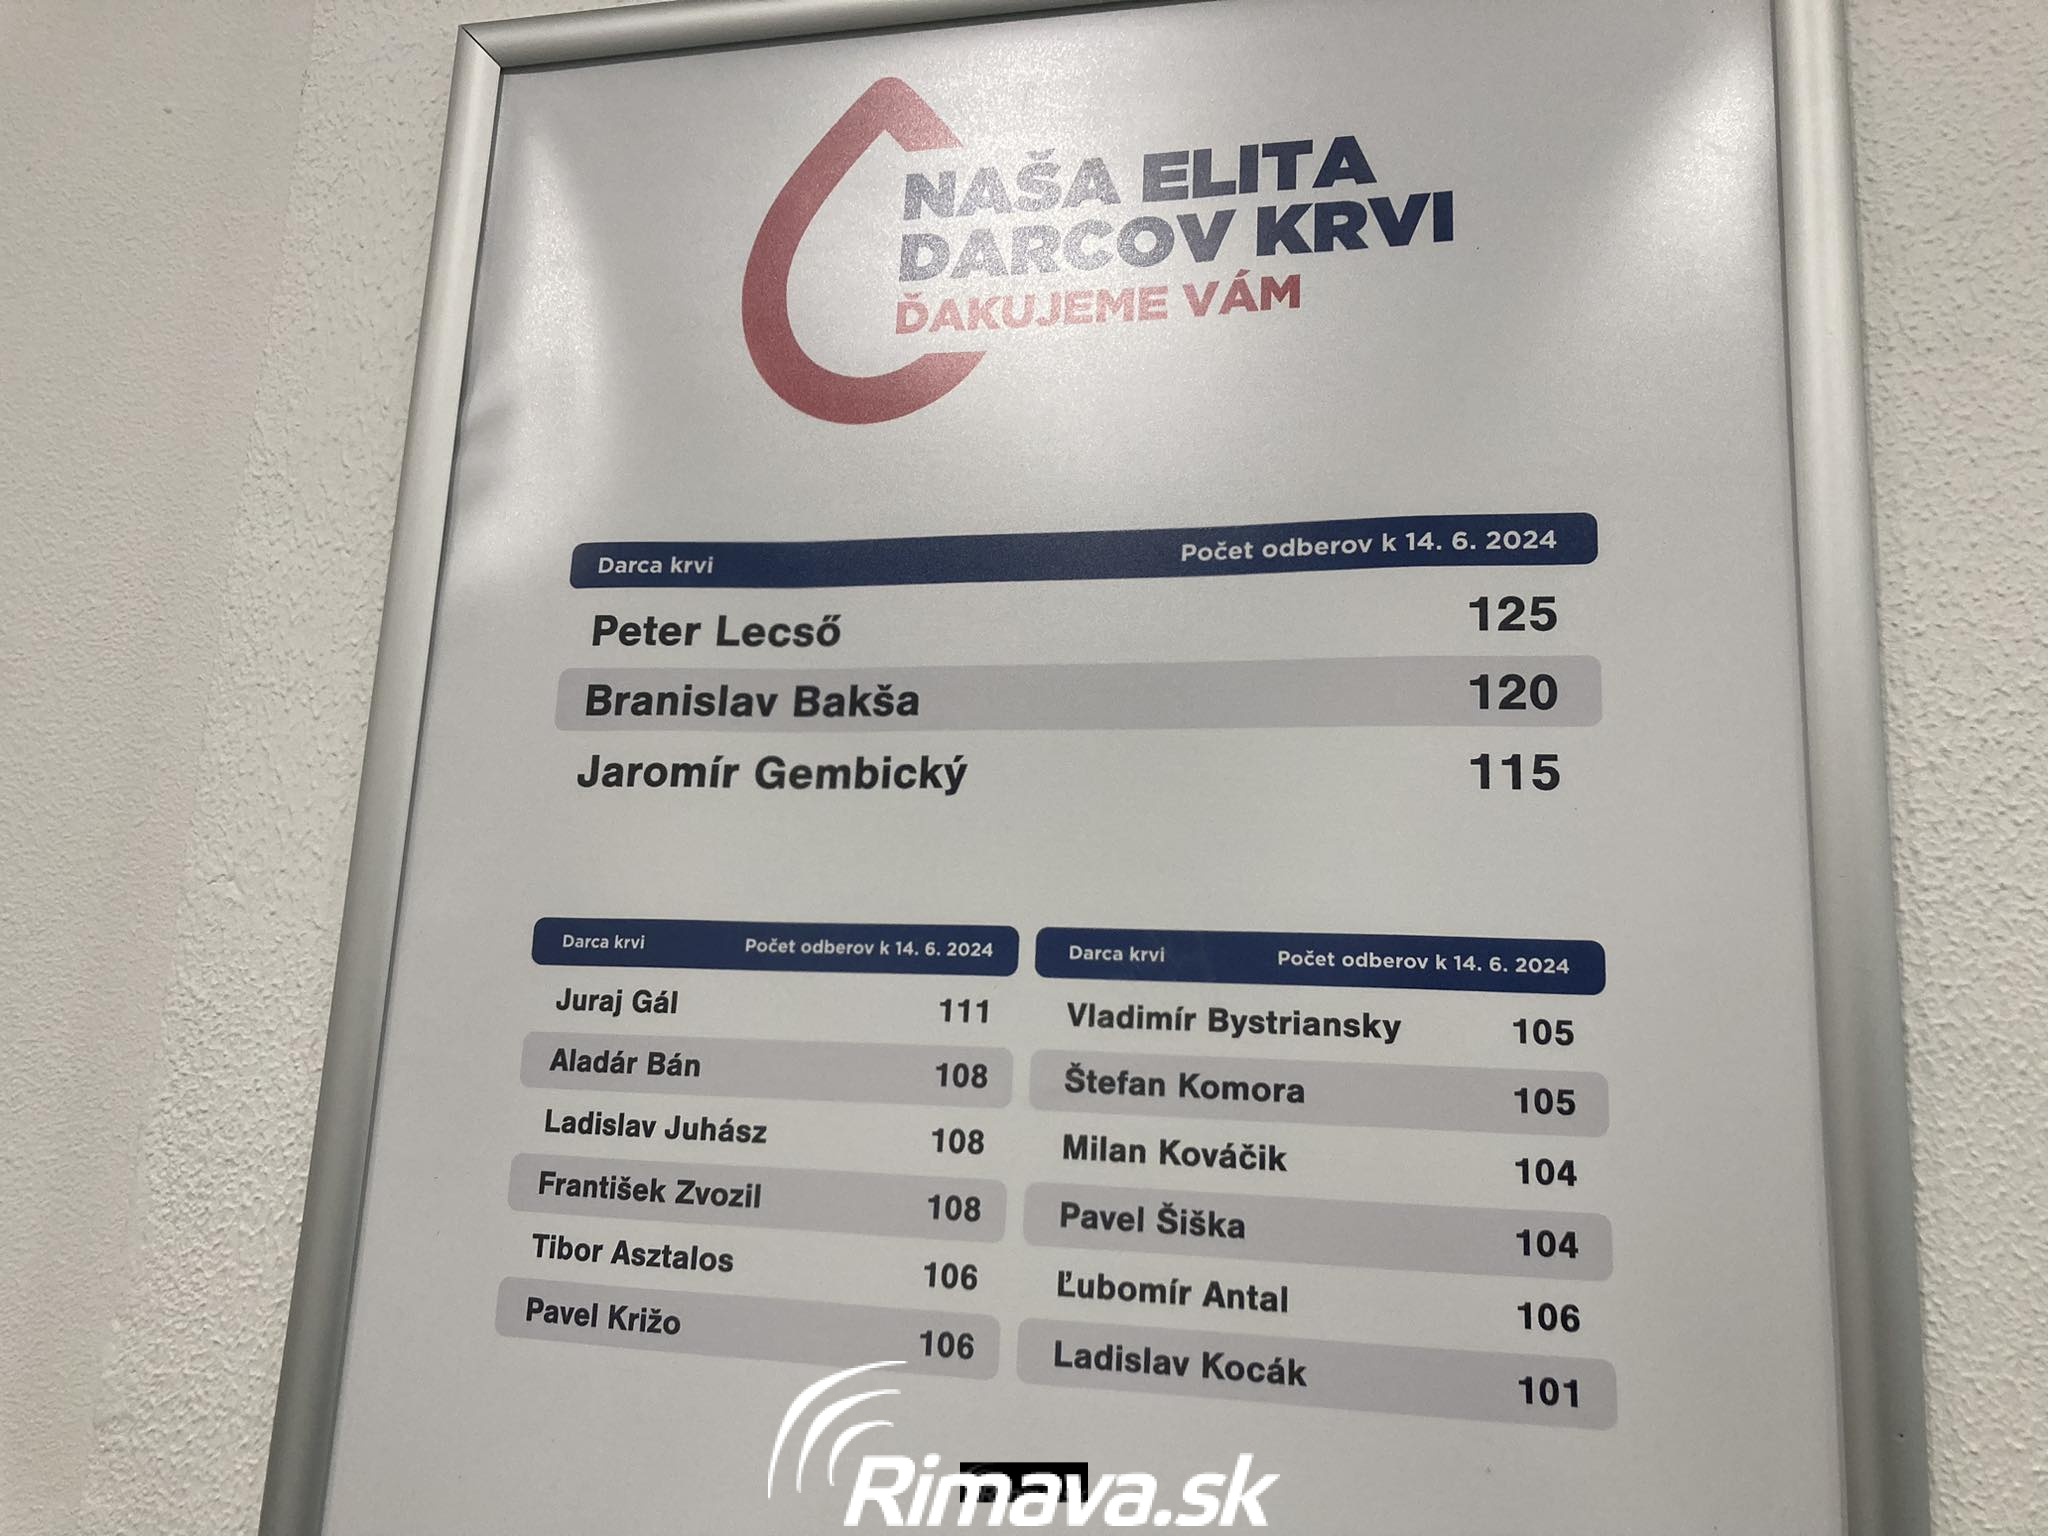 NAŠA ELITA
DARCOV KRVI
ĎAKUJEME VÁM
Darca krvi Počet odberov k 14. 6. 2024
Peter Lecső 125
Branislav Bakša 120
Jaromír Gembický 115
Darca krvi Počet odberov k 14. 6. 2024
Juraj Gál 111
Aladár Bán 108
Ladislav Juhász 108
František Zvozil 108
Tibor Asztalos 106
Pavel Križo 106
Darca krvi Počet odberov k 14. 6. 2024
Vladimír Bystriansky 105
Štefan Komora 105
Milan Kováčik 104
Pavel Šiška 104
Ľubomír Antal 106
Ladislav Kocák 101
Rimava.sk